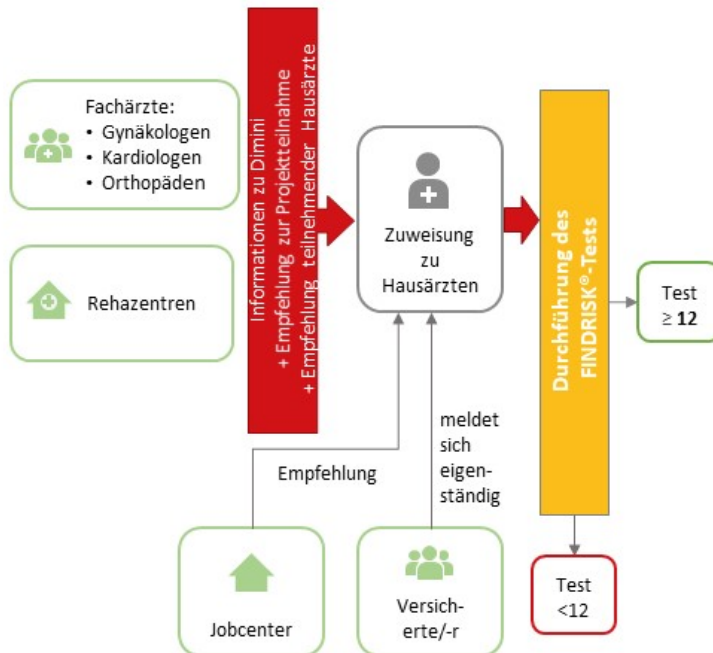 Fachärzte:
• Gynäkologen
• Kardiologen
• Orthopäden
Rehazentren
Informationen zu Dimini
+ Empfehlung zur Projektteilnahme
+ Empfehlung teilnehmender Hausärzte
Zuweisung
zu
Hausärzten
Durchführung des
FINDRISK®-Tests
Test
≥ 12
Test
<12
Empfehlung
meldet
sich
eigen-
ständig
Jobcenter
Versich-
erte/-r